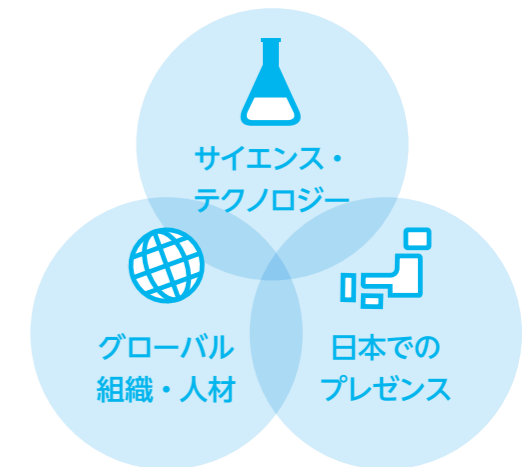 サイエンス・
テクノロジー
グローバル
組織・人材
日本での
プレゼンス